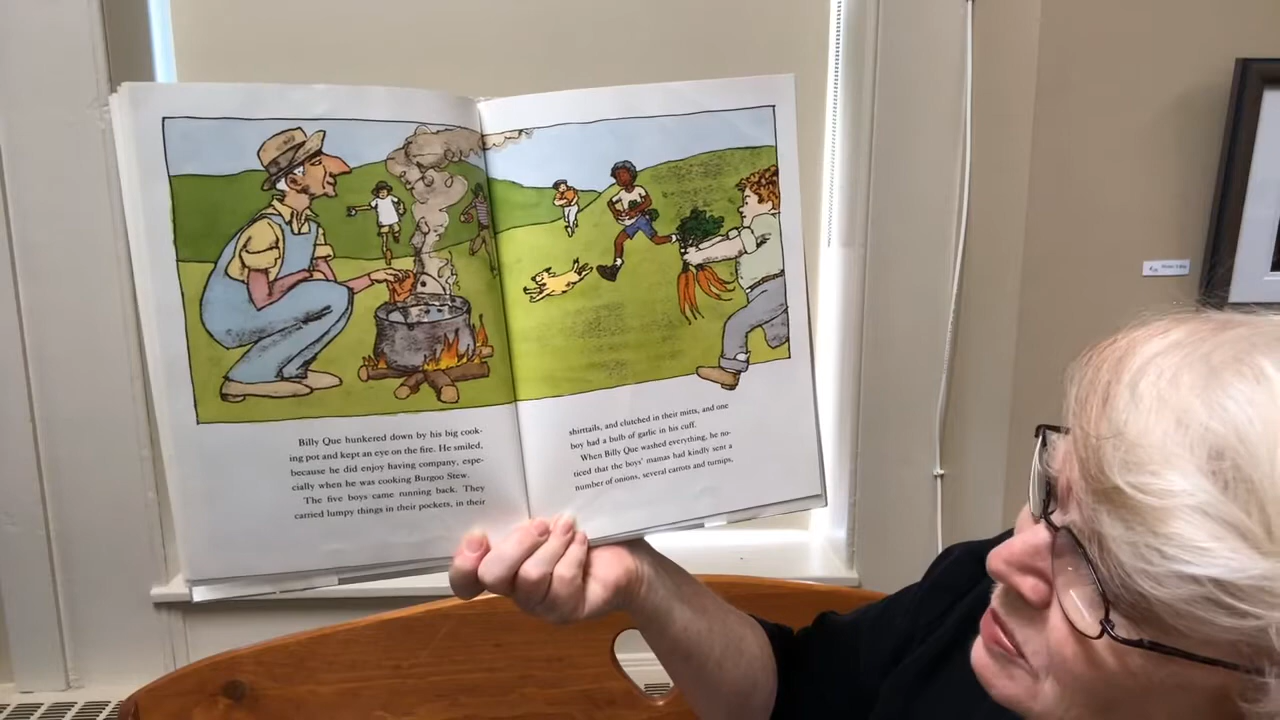 Billy Que hunkered down by his big cook-
ing pot and kept an eye on the fire. He smiled,
because he did enjoy having company, espe-
cially when he was cooking Burgoo Stew.
The five boys came running back. They
carried lumpy things in their pockets, in their
shirttails, and clutched in their mitts, and one
boy had a bulb of garlic in his cuff.
When Billy Que washed everything, he no-
ticed that the boys' mamas had kindly sent a
number of onions, several carrots and turnips,